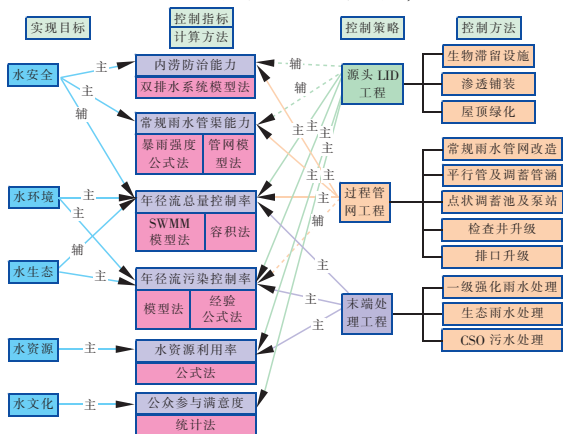 实现目标
控制指标
计算方法
控制策略
控制方法
水安全
水环境
水生态
水资源
水文化
主
主
辅
主
主
辅
主
主
主
内涝防治能力
双排水系统模型法
常规雨水管渠能力
暴雨强度
公式法
管网模
型法
年径流总量控制率
SWMM
模型法
容积法
年径流污染控制率
模型法
经验
公式法
水资源利用率
公式法
公众参与满意度
统计法
辅
辅
主
主
主
主
主
主
主
辅
主
主
主
源头 LID
工程
过程管
网工程
末端处
理工程
生物滞留设施
渗透铺装
屋顶绿化
常规雨水管网改造
平行管及调蓄管涵
点状调蓄池及泵站
检查井升级
排口升级
一级强化雨水处理
生态雨水处理
CSO 污水处理